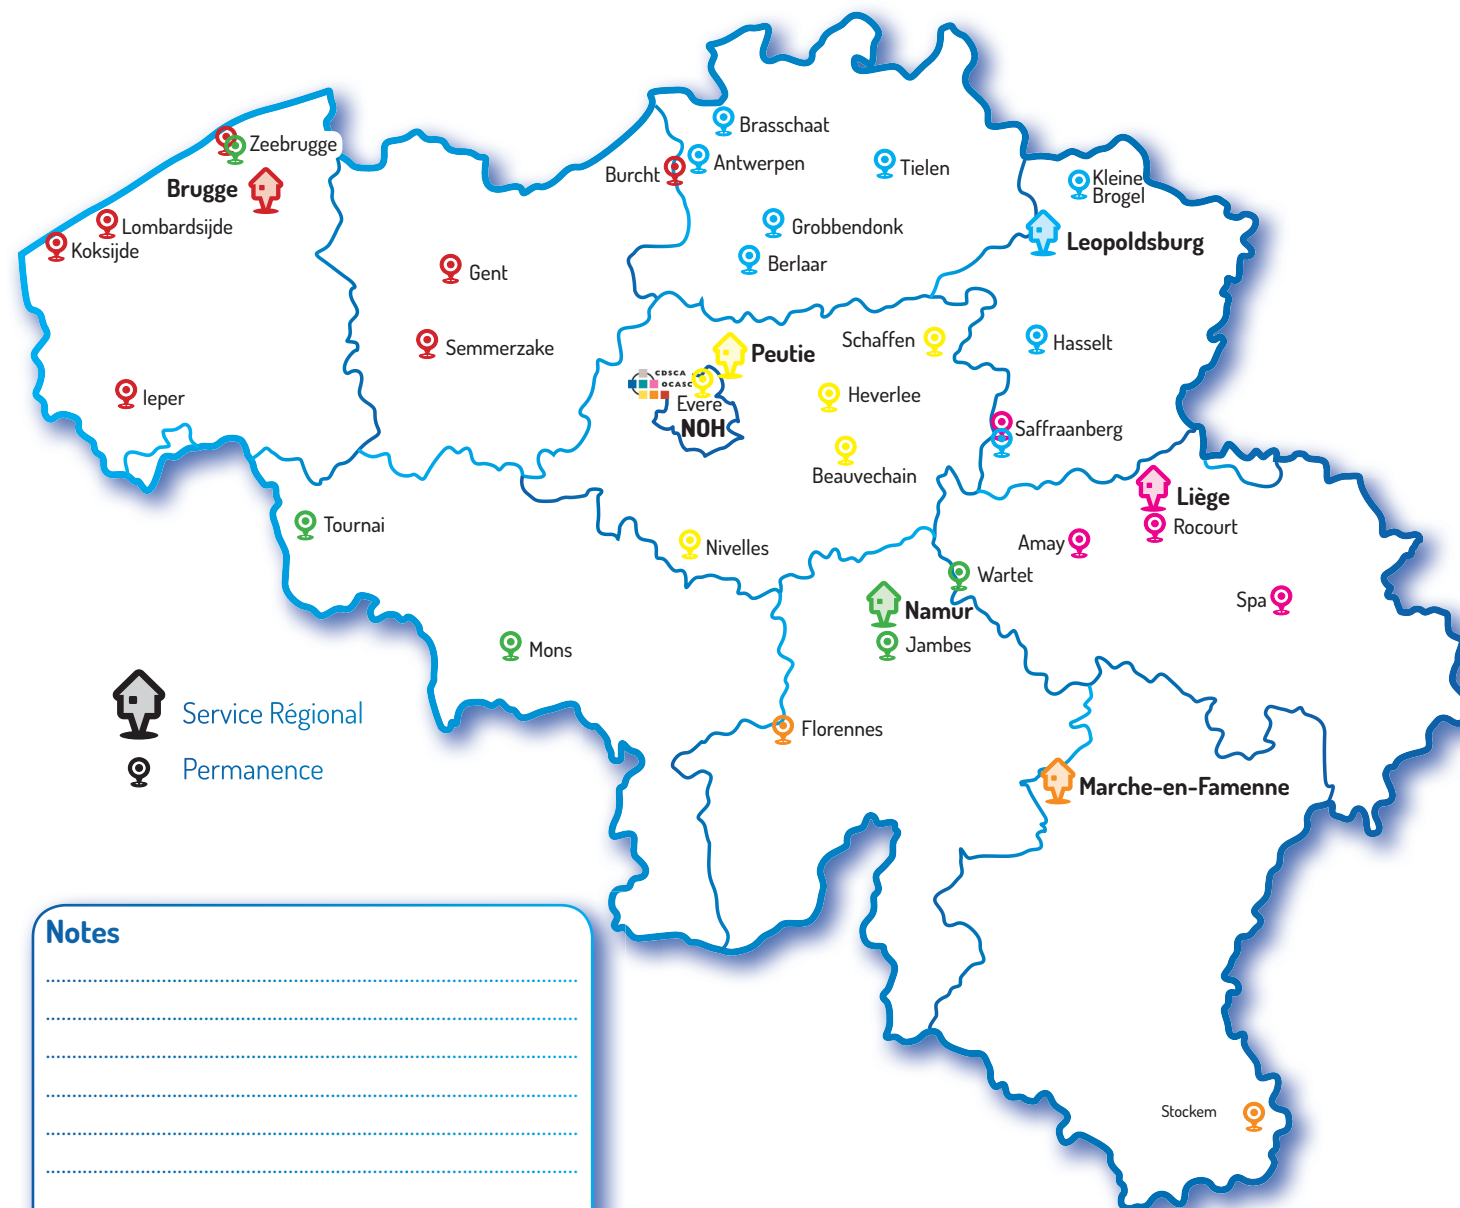 Brasschaat
Zeebrugge
Antwerpen
Tielen
Burcht
Kleine
Brogel
Brugge
Lombardsijde
Grobbendonk
Koksijde
Leopoldsburg
Berlaar
Gent
Schaffen
Hasselt
Semmerzake
Peutie
CDSCA
OCASC
Ieper
Heverlee
Evere
NOH
Saffraanberg
Beauvechain
Liège
Tournai
Rocourt
Amay
Nivelles
Wartet
Spa
Namur
Jambes
Mons
Service Régional
Florennes
Permanence
Marche-en-Famenne
Notes
Stockem